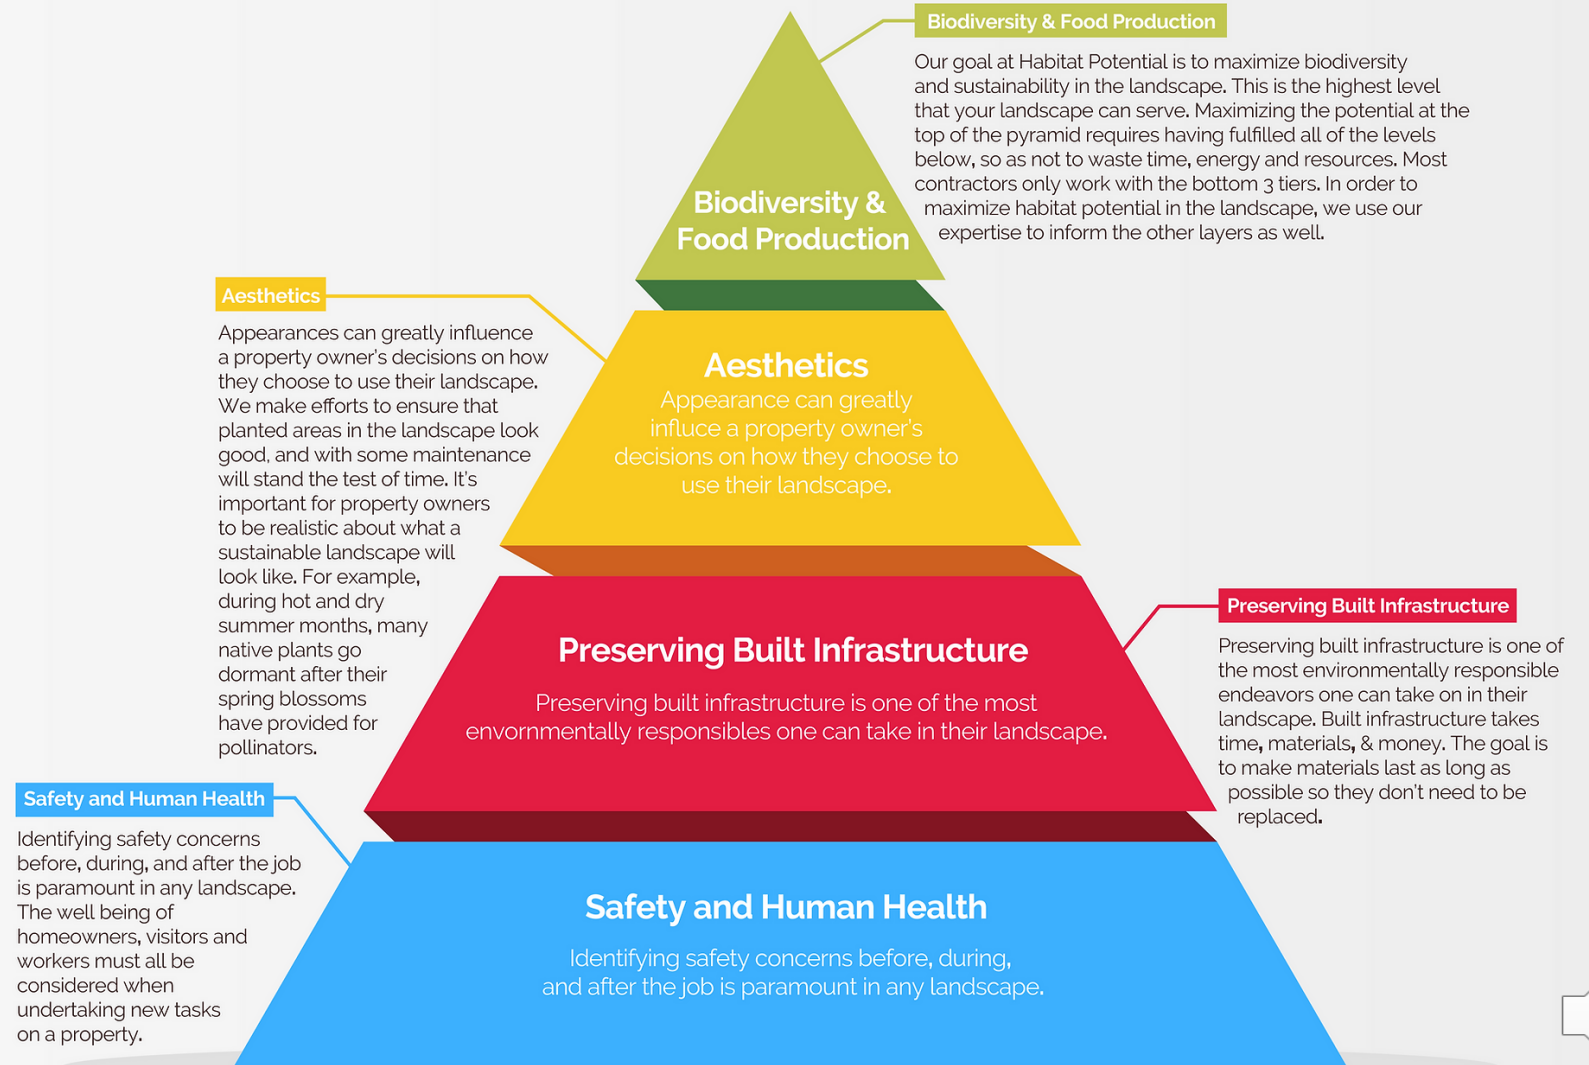 Biodiversity & Food Production
Our goal at Habitat Potential is to maximize biodiversity
and sustainability in the landscape. This is the highest level
that your landscape can serve. Maximizing the potential at the
top of the pyramid requires having fulfilled all of the levels
below, so as not to waste time, energy and resources. Most
contractors only work with the bottom 3 tiers. In order to
maximize habitat potential in the landscape, we use our
expertise to inform the other layers as well.
Biodiversity &
Food Production
Aesthetics
Appearances can greatly influence
a property owner's decisions on how
they choose to use their landscape.
We make efforts to ensure that
planted areas in the landscape look
good, and with some maintenance
will stand the test of time. It's
important for property owners
to be realistic about what a
sustainable landscape will
look like. For example,
during hot and dry
summer months, many
native plants go
dormant after their
spring blossoms
have provided for
pollinators.
Aesthetics
Appearance can greatly
influce a property owner's
decisions on how they choose to
use their landscape.
Preserving Built Infrastructure
Preserving built infrastructure is one of the most
envornmentally responsibles one can take in their landscape.
Preserving Built Infrastructure
Preserving built infrastructure is one of
the most environmentally responsible
endeavors one can take on in their
landscape. Built infrastructure takes
time, materials, & money. The goal is
to make materials last as long as
possible so they don't need to be
replaced.
Safety and Human Health
Identifying safety concerns
before, during, and after the job
is paramount in any landscape.
The well being of
homeowners, visitors and
workers must all be
considered when
undertaking new tasks
on a property.
Safety and Human Health
Identifying safety concerns before, during,
and after the job is paramount in any landscape.